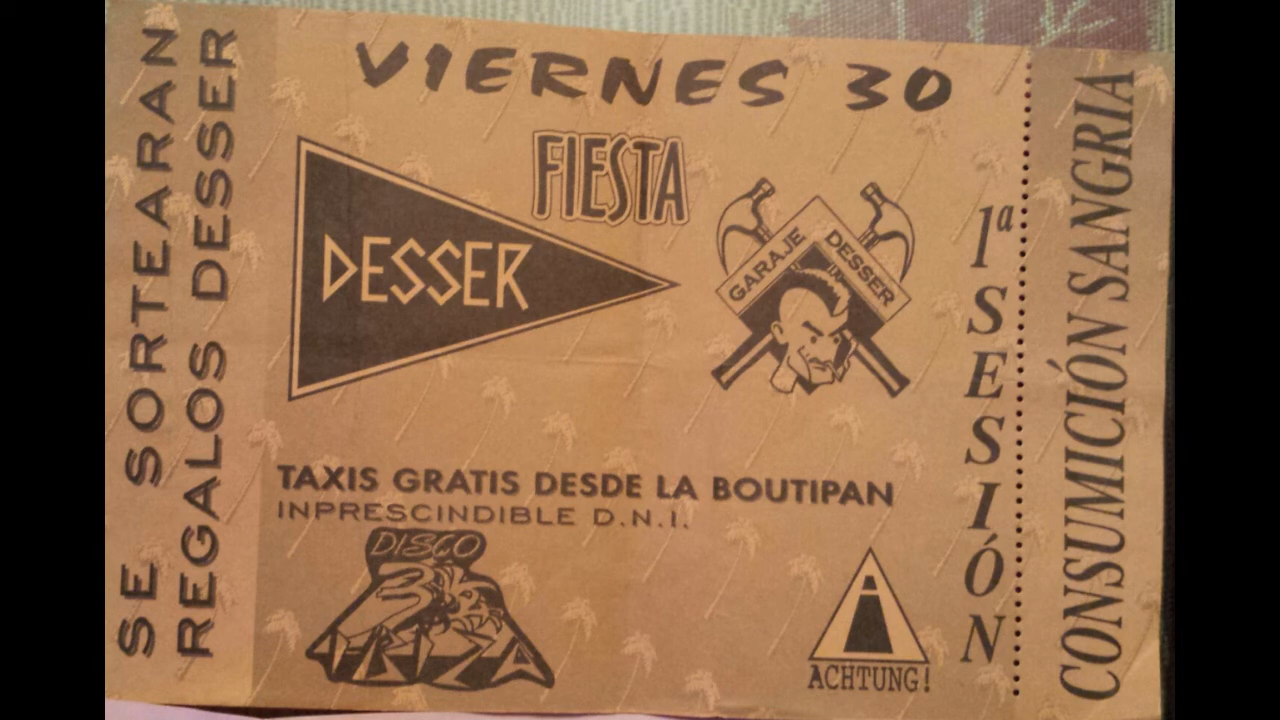 SE SORTEARAN
REGALOS DESSER
VIERNES 30
FIESTA
DESSER
GARAJE DESSER
TAXIS GRATIS DESDE LA BOUTIPAN
INPRESCINDIBLE D.N.I.
DISCO
ACHTUNG!
1ª SESIÓN
CONSUMICIÓN SANGRIA